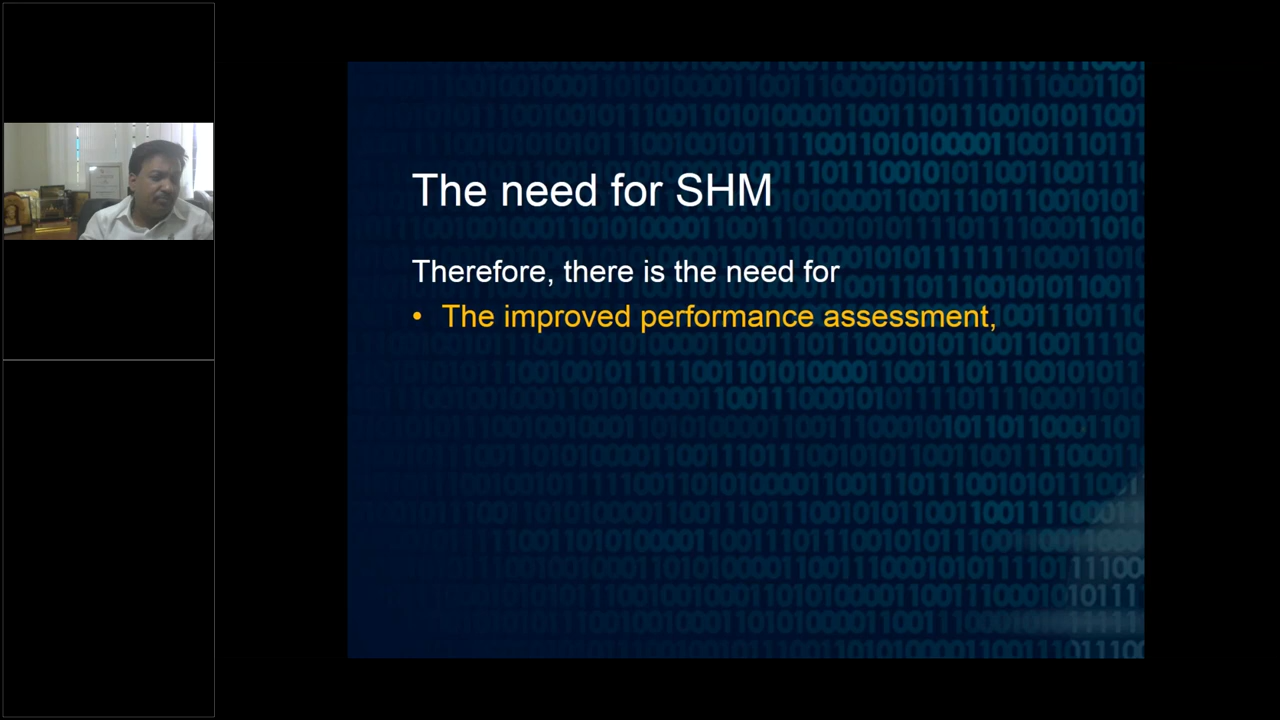 The need for SHM
Therefore, there is the need for
• The improved performance assessment,